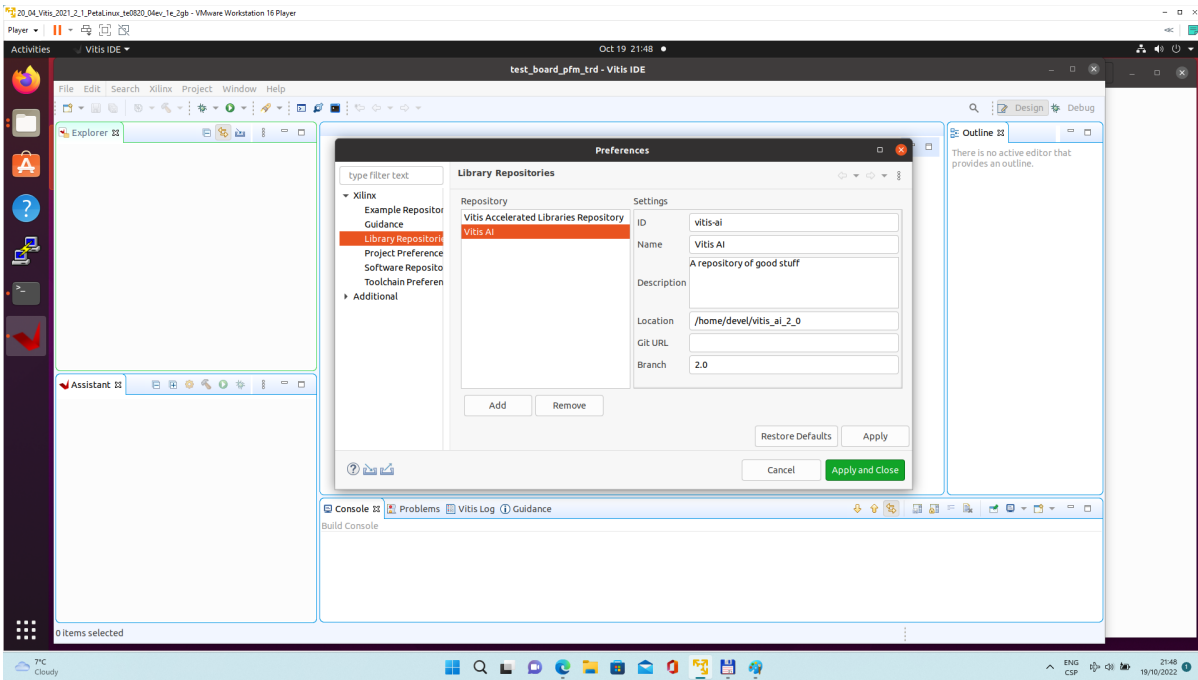 20_04_Vitis_2021_2_1_PetaLinux_te0820_04ev_1e_2gb - VMware Workstation 16 Player
Player
Activities
Vitis IDE
Oct 19 21:48
test_board_pfm_trd - Vitis IDE
File Edit Search Xilinx Project Window Help
Design
Debug
Explorer
Outline
There is no active editor that
provides an outline.
Preferences
type filter text
Library Repositories
Xilinx
Example Repositor
Guidance
Library Repositorie
Project Preference
Software Reposito
Toolchain Preferen
Additional
Repository
Vitis Accelerated Libraries Repository
Vitis AI
Settings
ID
vitis-ai
Name
Vitis AI
Description
A repository of good stuff
Location
/home/devel/vitis_ai_2_0
Git URL
Branch
2.0
Add
Remove
Restore Defaults
Apply
Cancel
Apply and Close
Assistant
Console
Problems
Vitis Log
Guidance
Build Console
0 items selected
7°C
Cloudy
ENG
CSP
21:48
19/10/2022
1